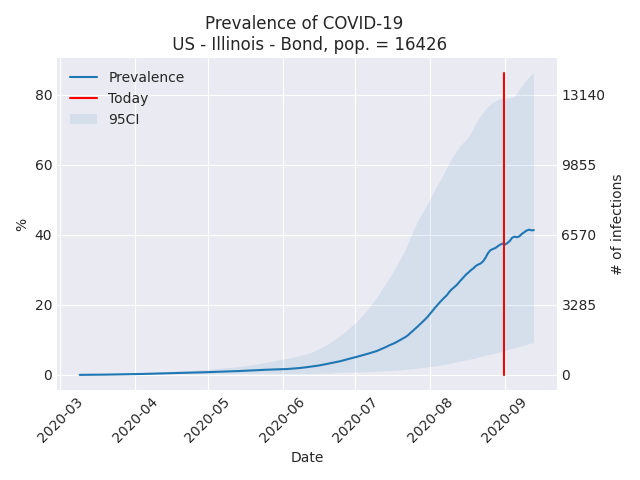 Prevalence of COVID-19
US - Illinois - Bond, pop. = 16426
Prevalence
Today
95CI
80
60
40
20
0
%
13140
9855
6570
3285
0
# of infections
2020-03
2020-04
2020-05
2020-06
2020-07
2020-08
2020-09
Date